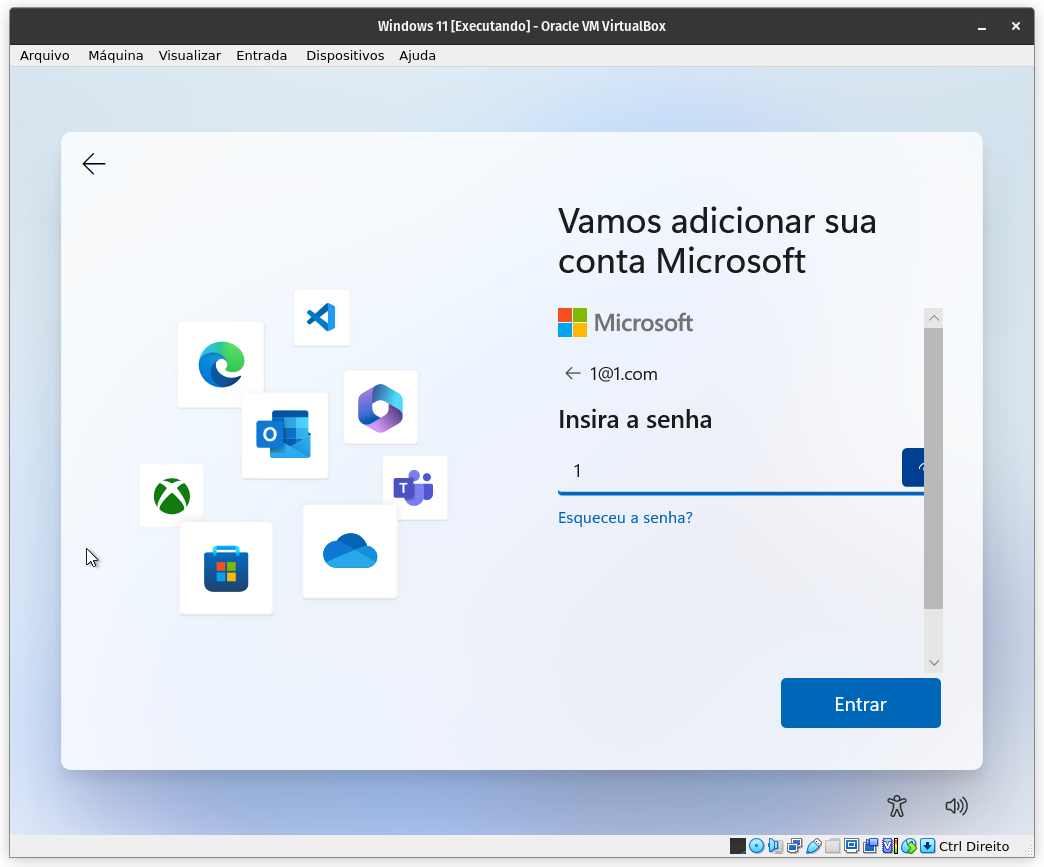 Windows 11 [Executando] - Oracle VM VirtualBox
Arquivo Máquina Visualizar Entrada Dispositivos Ajuda
Vamos adicionar sua
conta Microsoft
Microsoft
1@1.com
Insira a senha
1
Esqueceu a senha?
Entrar
Ctrl Direito